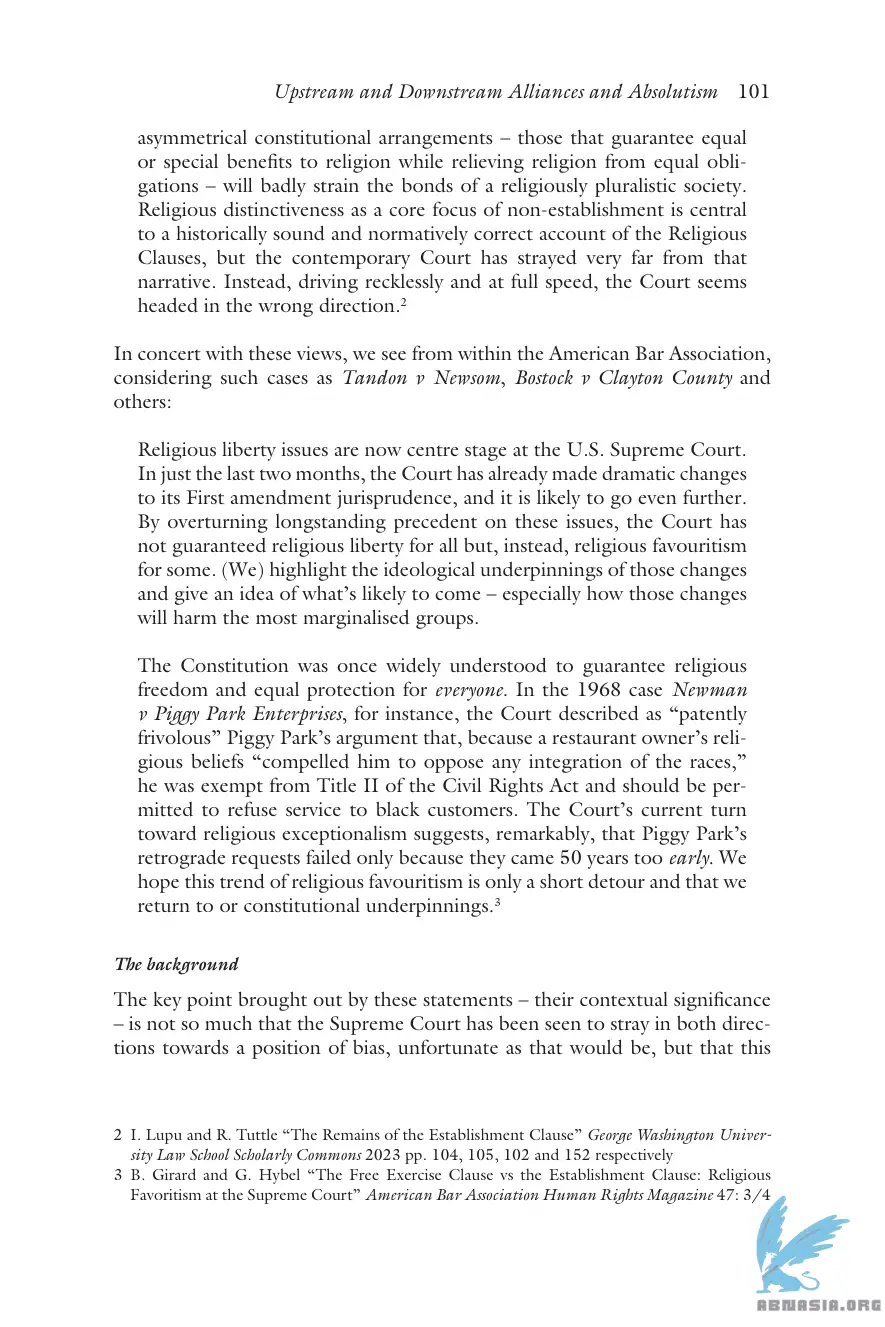 Upstream and Downstream Alliances and Absolutism 101
asymmetrical constitutional arrangements – those that guarantee equal
or special benefits to religion while relieving religion from equal obli-
gations – will badly strain the bonds of a religiously pluralistic society.
Religious distinctiveness as a core focus of non-establishment is central
to a historically sound and normatively correct account of the Religious
Clauses, but the contemporary Court has strayed very far from that
narrative. Instead, driving recklessly and at full speed, the Court seems
headed in the wrong direction.²
In concert with these views, we see from within the American Bar Association,
considering such cases as Tandon v Newsom, Bostock v Clayton County and
others:
Religious liberty issues are now centre stage at the U.S. Supreme Court.
In just the last two months, the Court has already made dramatic changes
to its First amendment jurisprudence, and it is likely to go even further.
By overturning longstanding precedent on these issues, the Court has
not guaranteed religious liberty for all but, instead, religious favouritism
for some. (We) highlight the ideological underpinnings of those changes
and give an idea of what's likely to come – especially how those changes
will harm the most marginalised groups.
The Constitution was once widely understood to guarantee religious
freedom and equal protection for everyone. In the 1968 case Newman
v Piggy Park Enterprises, for instance, the Court described as “patently
frivolous” Piggy Park's argument that, because a restaurant owner's reli-
gious beliefs “compelled him to oppose any integration of the races,”
he was exempt from Title II of the Civil Rights Act and should be per-
mitted to refuse service to black customers. The Court's current turn
toward religious exceptionalism suggests, remarkably, that Piggy Park's
retrograde requests failed only because they came 50 years too early. We
hope this trend of religious favouritism is only a short detour and that we
return to or constitutional underpinnings.³
The background
The key point brought out by these statements – their contextual significance
– is not so much that the Supreme Court has been seen to stray in both direc-
tions towards a position of bias, unfortunate as that would be, but that this
2 I. Lupu and R. Tuttle “The Remains of the Establishment Clause” George Washington Univer-
sity Law School Scholarly Commons 2023 pp. 104, 105, 102 and 152 respectively
3 B. Girard and G. Hybel “The Free Exercise Clause vs the Establishment Clause: Religious
Favoritism at the Supreme Court” American Bar Association Human Rights Magazine 47: 3/4
ABNASIA.ORG